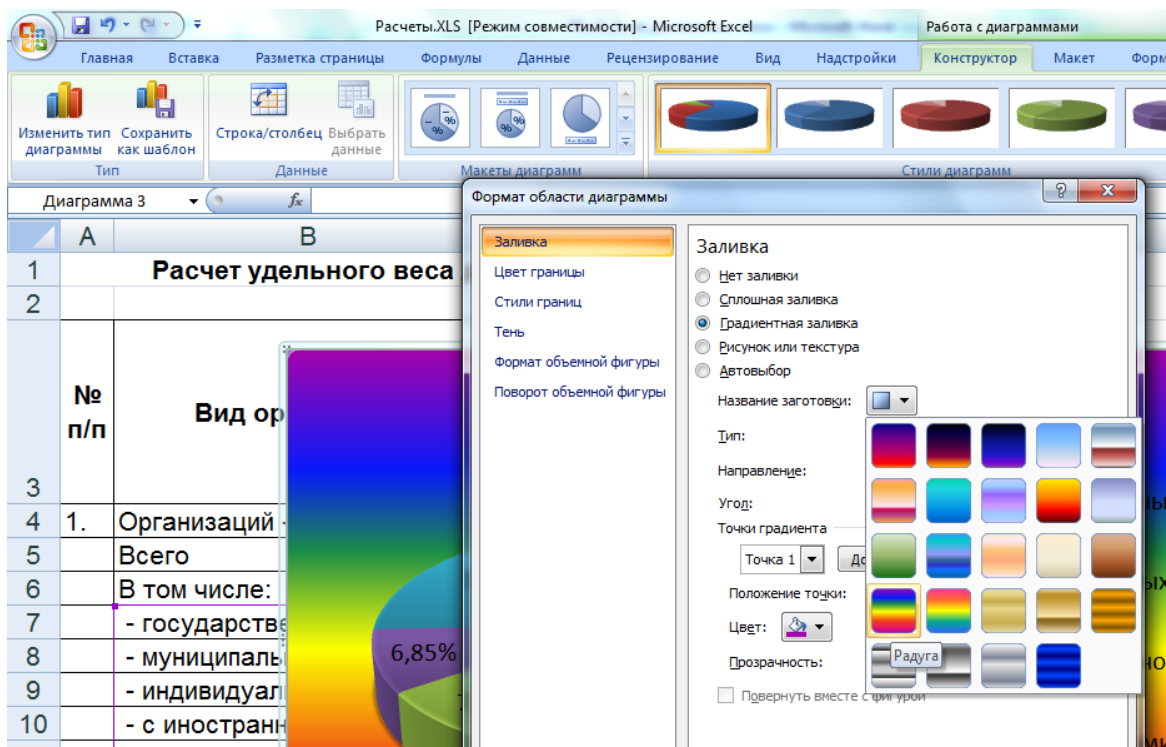 Расчеты.XLS [Режим совместимости] - Microsoft Excel
Работа с диаграммами
Главная Вставка Разметка страницы Формулы Данные Рецензирование Вид Надстройки Конструктор Макет Форм
Изменить тип диаграммы
Сохранить как шаблон
Строка/столбец
Выбрать данные
Тип Данные Макеты диаграмм Стили диаграмм
Диаграмма 3 fx
A B
1 Расчет удельного веса
2
3 № п/п Вид ор
4 1. Организаций -
5 Всего
6 В том числе:
7 - государстве
8 - муниципаль
9 - индивидуал
10 - с иностранн
6,85%
Формат области диаграммы
Заливка
Цвет границы
Стили границ
Тень
Формат объемной фигуры
Поворот объемной фигуры
Заливка
Нет заливки
Сплошная заливка
Градиентная заливка
Рисунок или текстура
Автовыбор
Название заготовки:
Тип:
Направление:
Угол:
Точки градиента
Точка 1 До
Положение точки:
Цвет:
Радуга
Прозрачность:
Повернуть вместе с фигурой